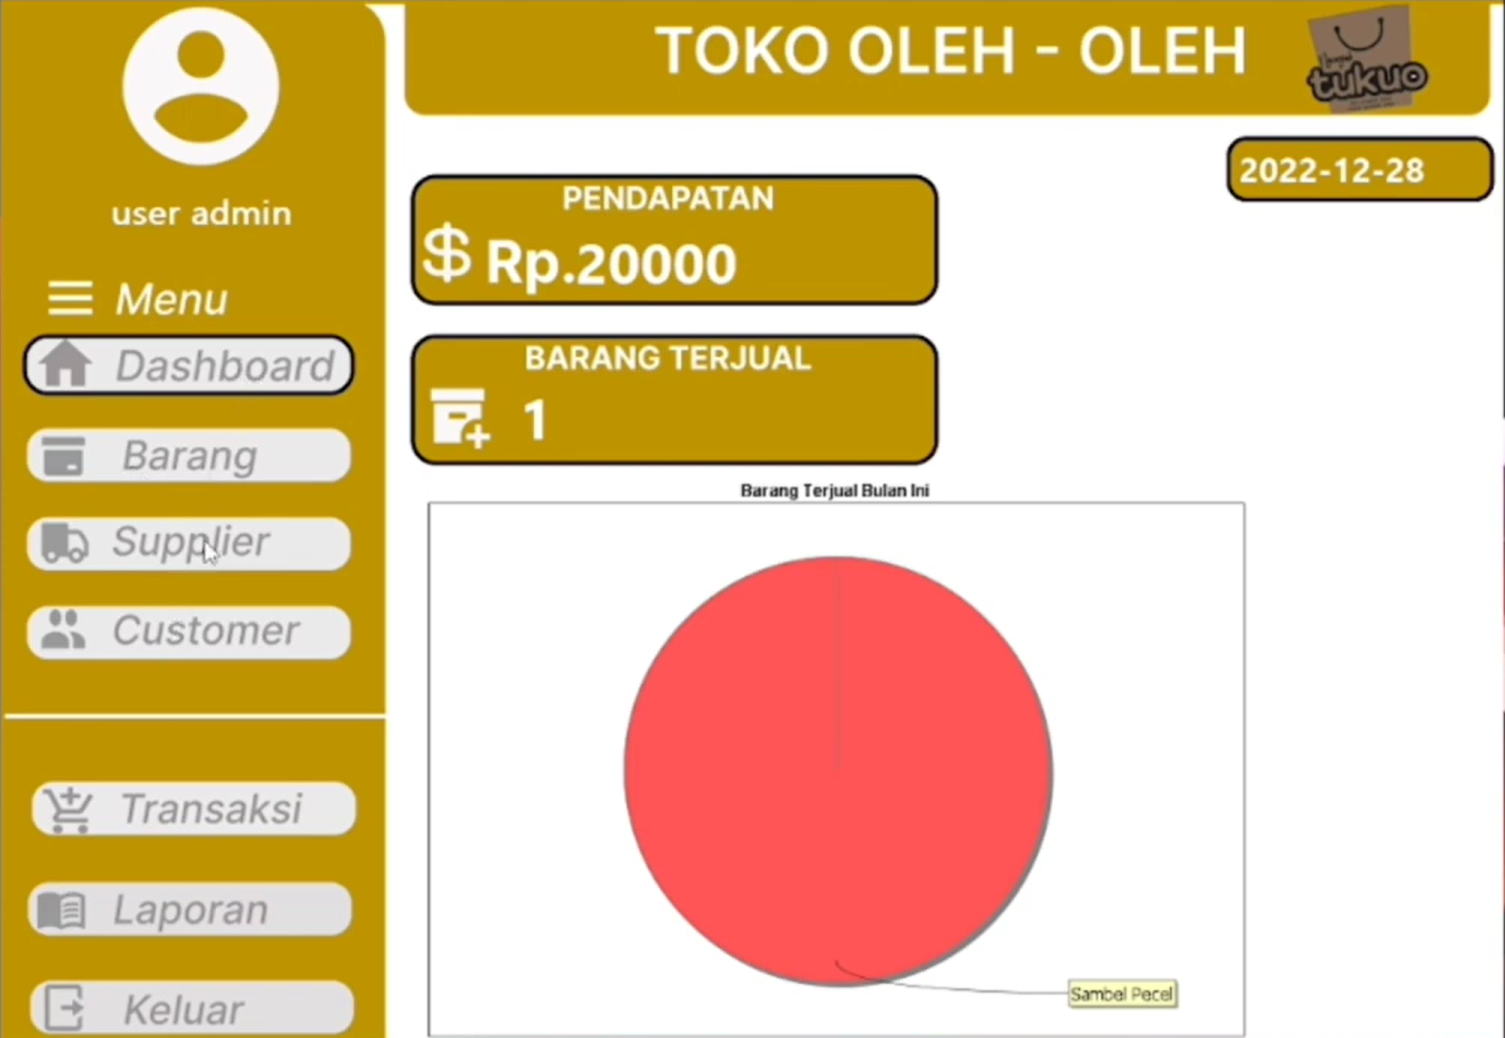 user admin
Menu
Dashboard
Barang
Supplier
Customer
Transaksi
Laporan
Keluar
TOKO OLEH - OLEH
tukuo
2022-12-28
PENDAPATAN
$ Rp.20000
BARANG TERJUAL
1
Barang Terjual Bulan Ini
Sambel Pecel